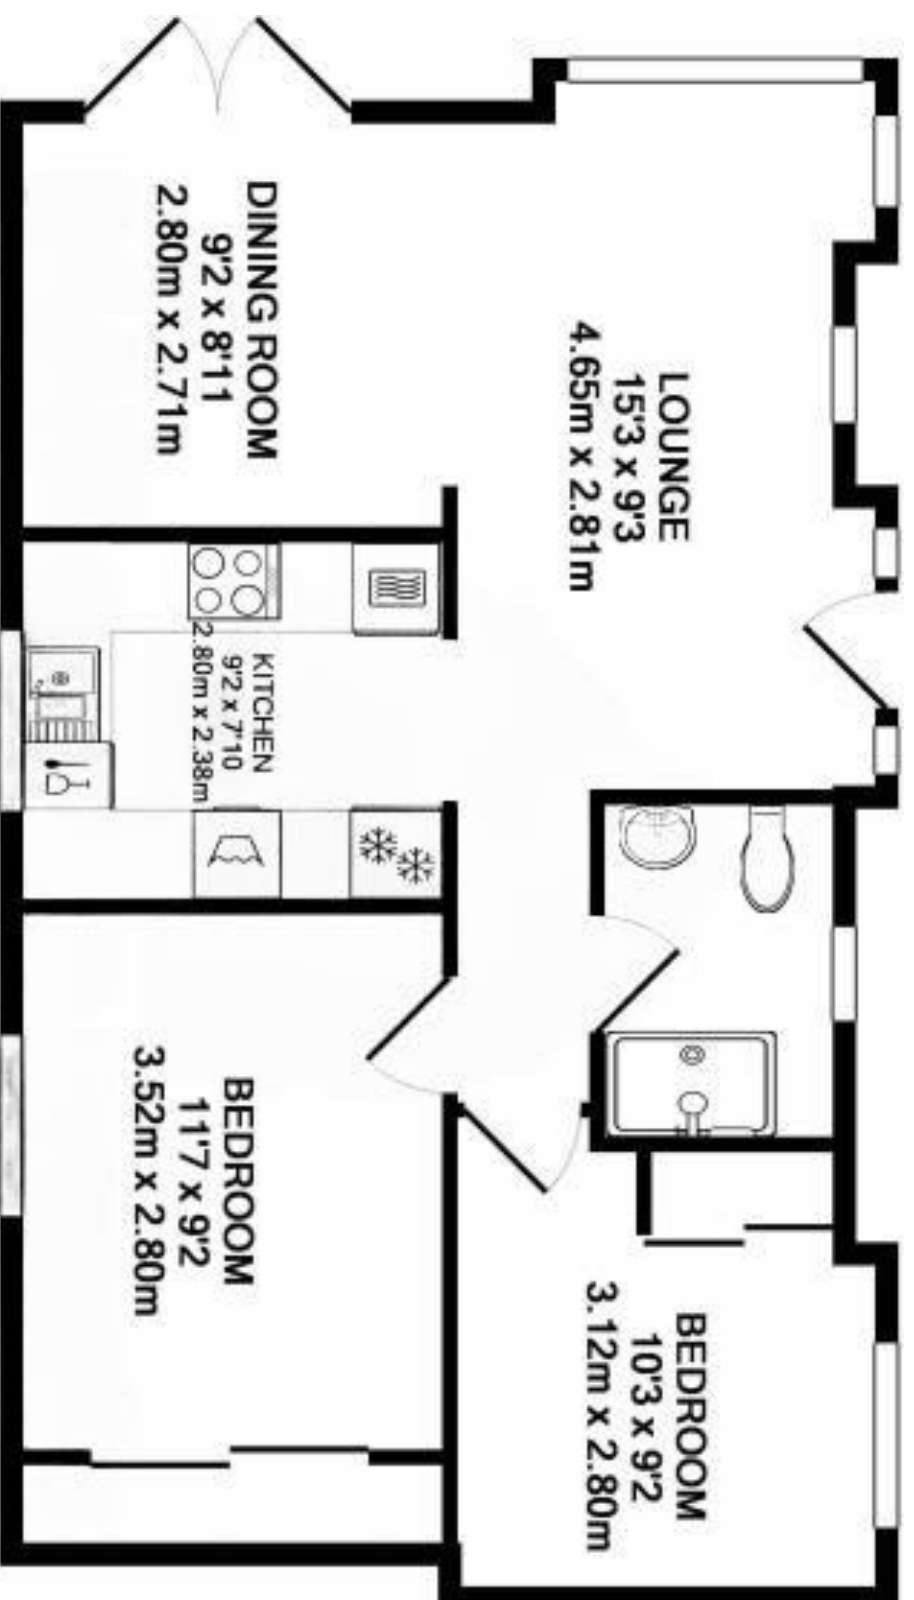 DINING ROOM
9'2 x 8'11
2.80m x 2.71m
LOUNGE
15'3 x 9'3
4.65m x 2.81m
KITCHEN
9'2 x 7'10
2.80m x 2.38m
BEDROOM
11'7 x 9'2
3.52m x 2.80m
BEDROOM
10'3 x 9'2
3.12m x 2.80m